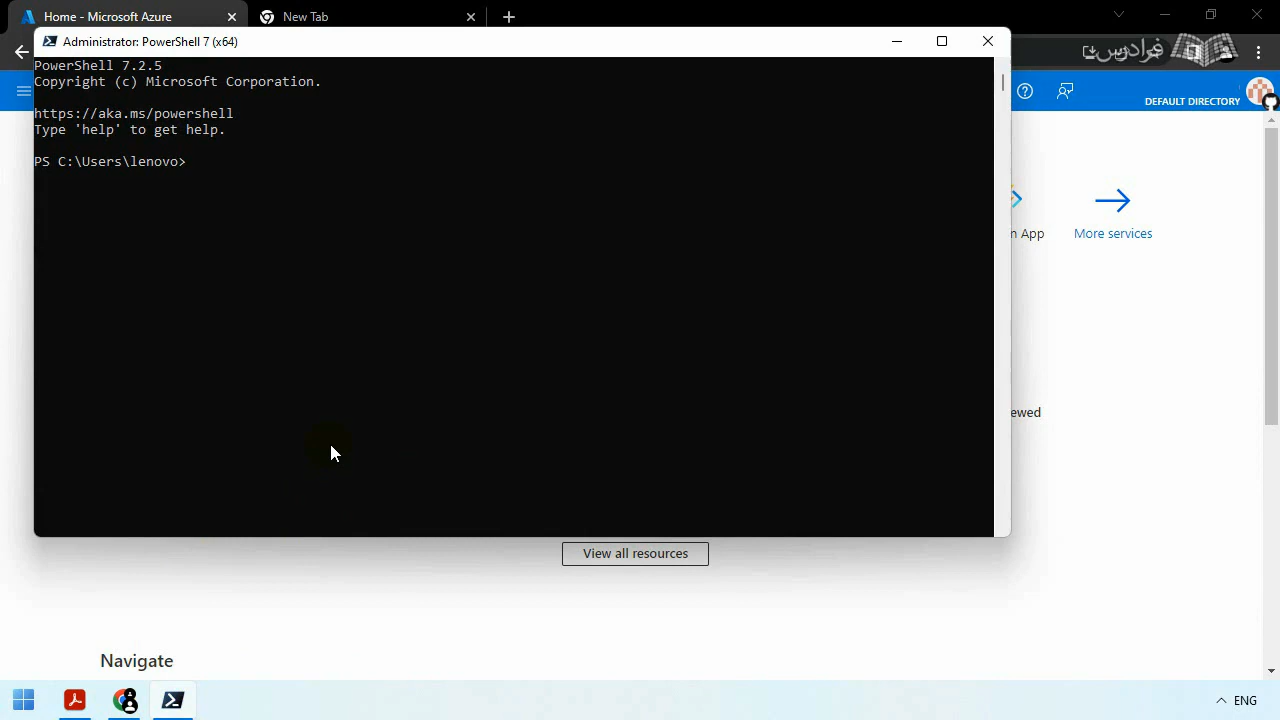 Home - Microsoft Azure
New Tab
Administrator: PowerShell 7 (x64)
فرادرس
PowerShell 7.2.5
Copyright (c) Microsoft Corporation.
https://aka.ms/powershell
Type 'help' to get help.
PS C:\Users\lenovo>
DEFAULT DIRECTORY
n App
More services
ewed
View all resources
Navigate
ENG